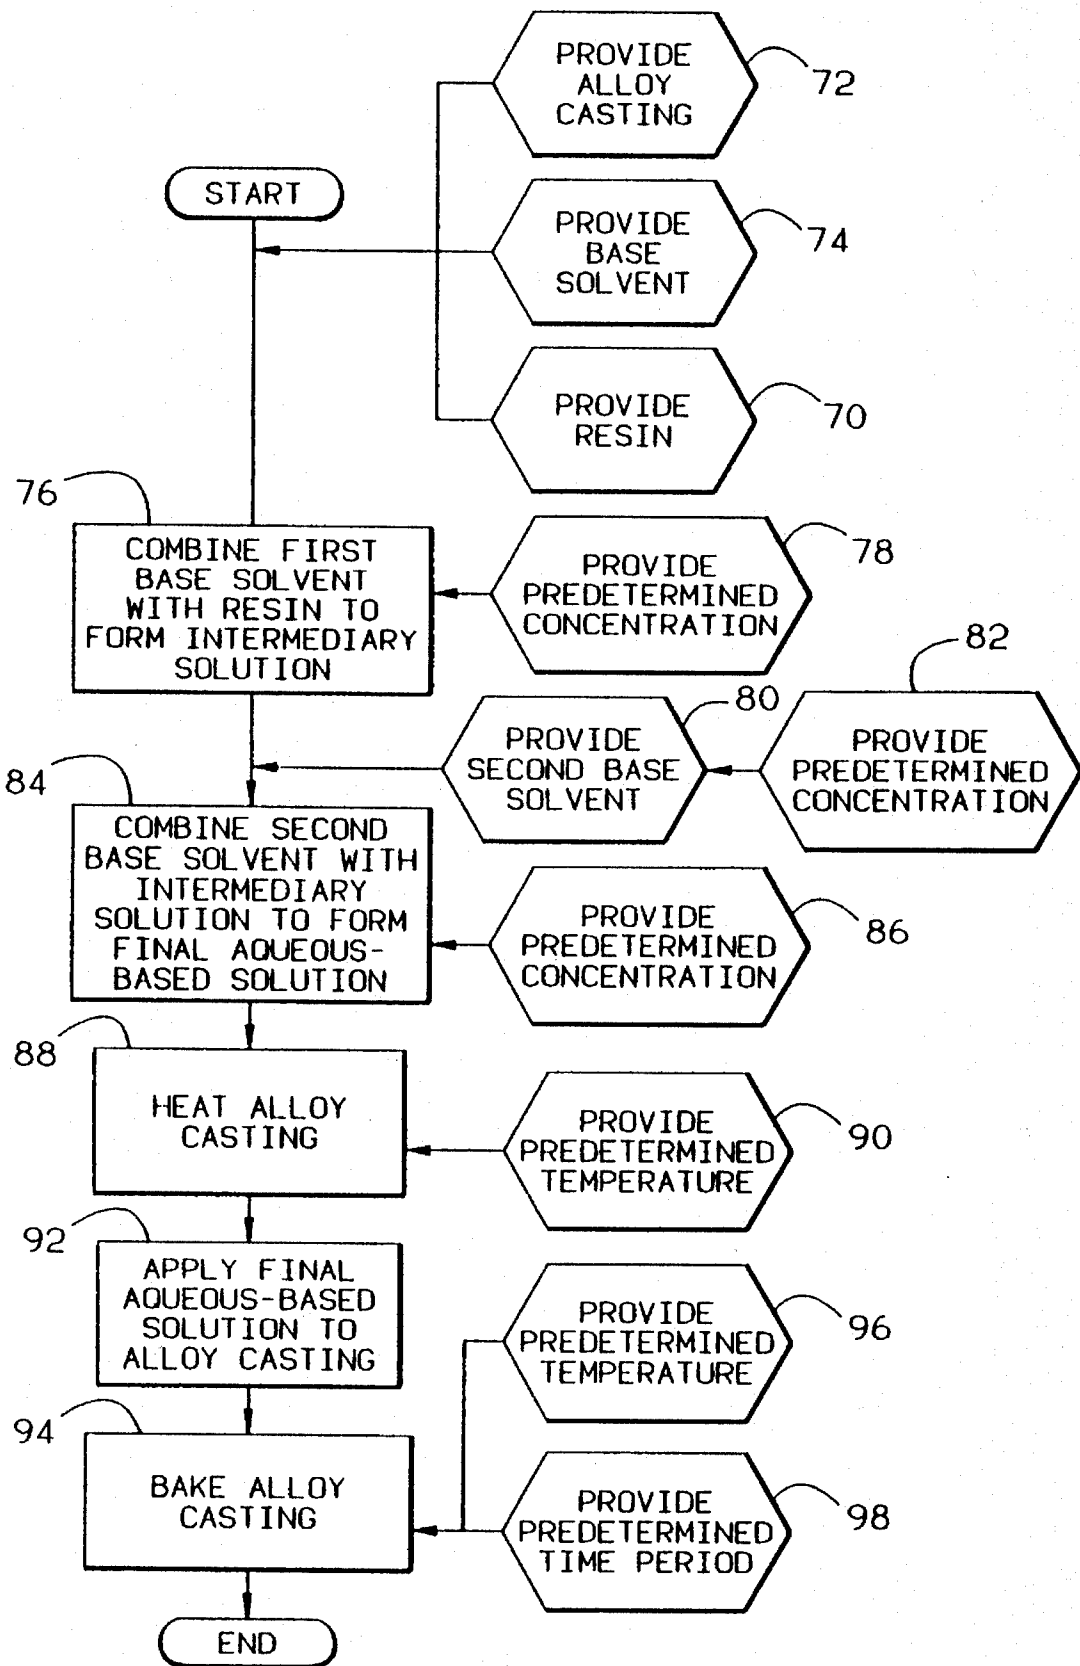 PROVIDE
ALLOY
CASTING
72
START
PROVIDE
BASE
SOLVENT
74
PROVIDE
RESIN
70
76
COMBINE FIRST
BASE SOLVENT
WITH RESIN TO
FORM INTERMEDIARY
SOLUTION
PROVIDE
PREDETERMINED
CONCENTRATION
78
PROVIDE
SECOND BASE
SOLVENT
80
PROVIDE
PREDETERMINED
CONCENTRATION
82
84
COMBINE SECOND
BASE SOLVENT WITH
INTERMEDIARY
SOLUTION TO FORM
FINAL AQUEOUS-
BASED SOLUTION
PROVIDE
PREDETERMINED
CONCENTRATION
86
88
HEAT ALLOY
CASTING
PROVIDE
PREDETERMINED
TEMPERATURE
90
92
APPLY FINAL
AQUEOUS-BASED
SOLUTION TO
ALLOY CASTING
PROVIDE
PREDETERMINED
TEMPERATURE
96
94
BAKE ALLOY
CASTING
PROVIDE
PREDETERMINED
TIME PERIOD
98
END